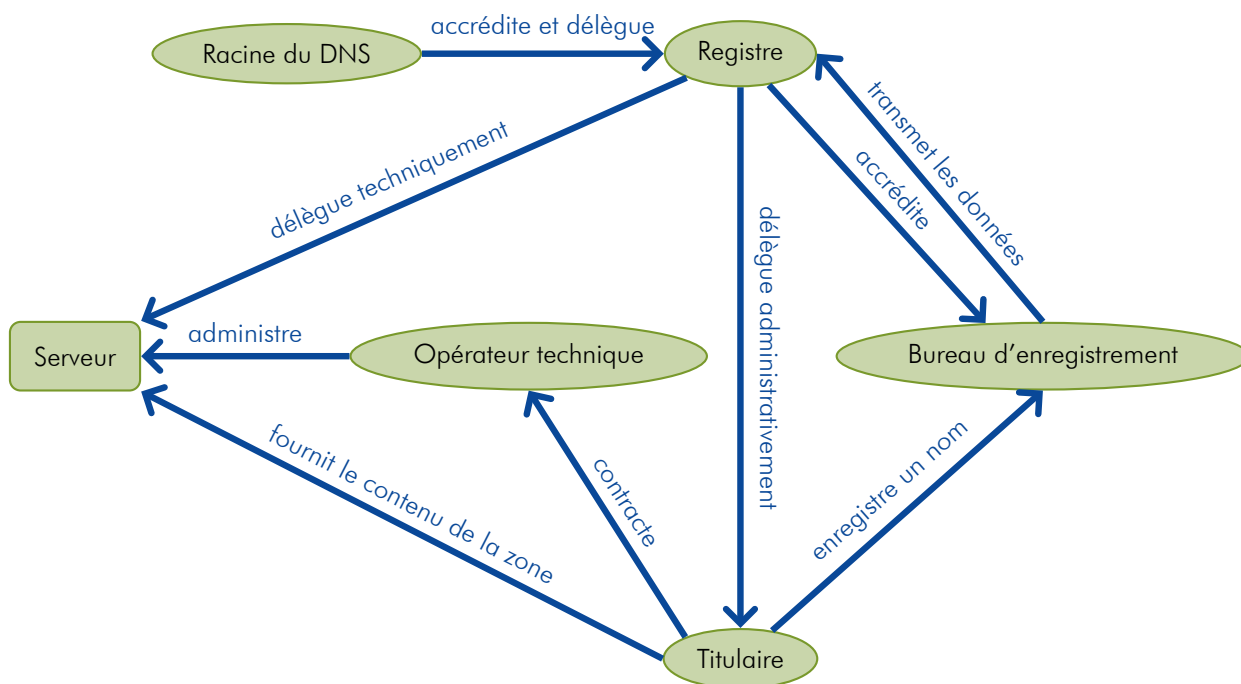 accrédite et délègue
Racine du DNS
Registre
transmet les données
délègue techniquement
accrédite
délègue administrativement
administre
Serveur
Opérateur technique
Bureau d'enregistrement
fournit le contenu de la zone
contracte
enregistre un nom
Titulaire